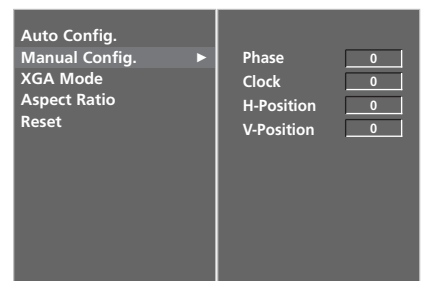 Auto Config.
Manual Config. ►
XGA Mode
Aspect Ratio
Reset
Phase 0
Clock 0
H-Position 0
V-Position 0